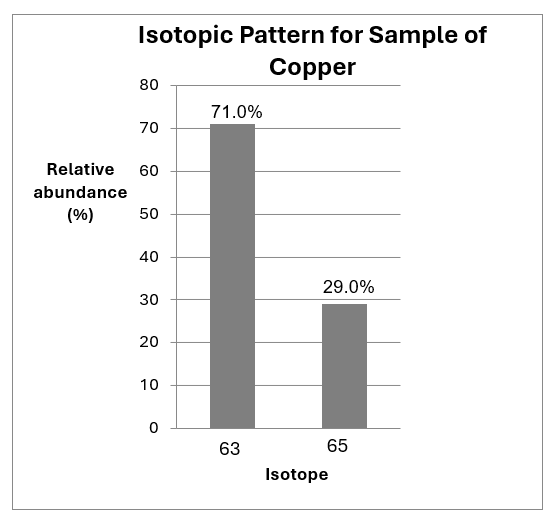 Isotopic Pattern for Sample of
Copper
80
71.0%
70
Relative
abundance
(%)
60
50
40
30
29.0%
20
10
0
63
65
Isotope